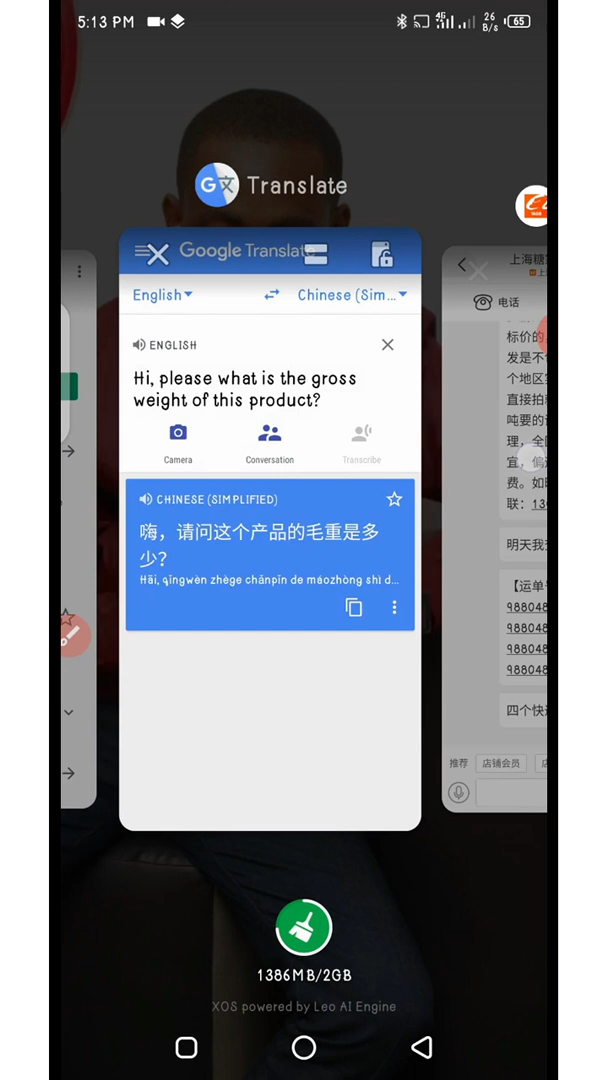 5:13 PM
4G
26
B/s
65
Translate
Google Translate
English
Chinese (Sim...
ENGLISH
Hi, please what is the gross
weight of this product?
Camera
Conversation
Transcribe
CHINESE (SIMPLIFIED)
嗨，请问这个产品的毛重是多
少？
Hāi, qǐngwèn zhège chǎnpǐn de máozhòng shì d...
上海糖
电话
标价的
发是不
个地区
直接拍
吨要的
理，全
宜，偏
费。如
联：13
明天我
【运单
988048
988048
988048
988048
四个快
推荐
店铺会员
1386MB/2GB
XOS powered by Leo AI Engine